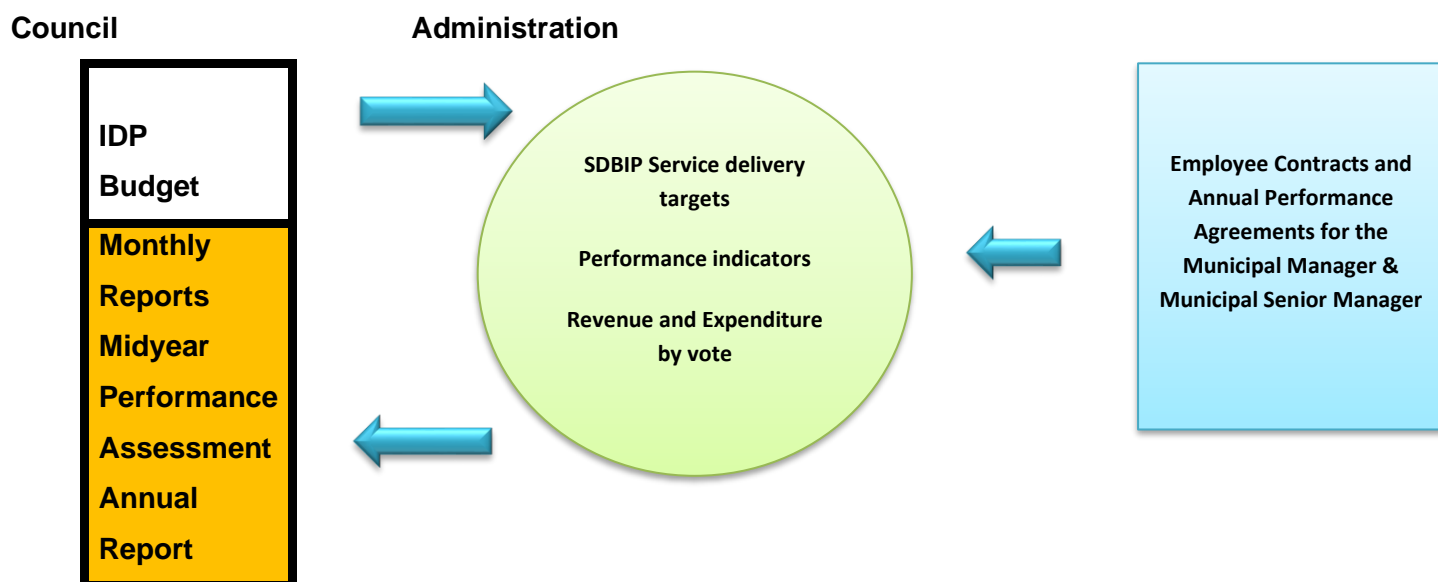 Council
Administration
IDP
Budget
Monthly
Reports
Midyear
Performance
Assessment
Annual
Report
SDBIP Service delivery
targets
Performance indicators
Revenue and Expenditure
by vote
Employee Contracts and
Annual Performance
Agreements for the
Municipal Manager &
Municipal Senior Manager